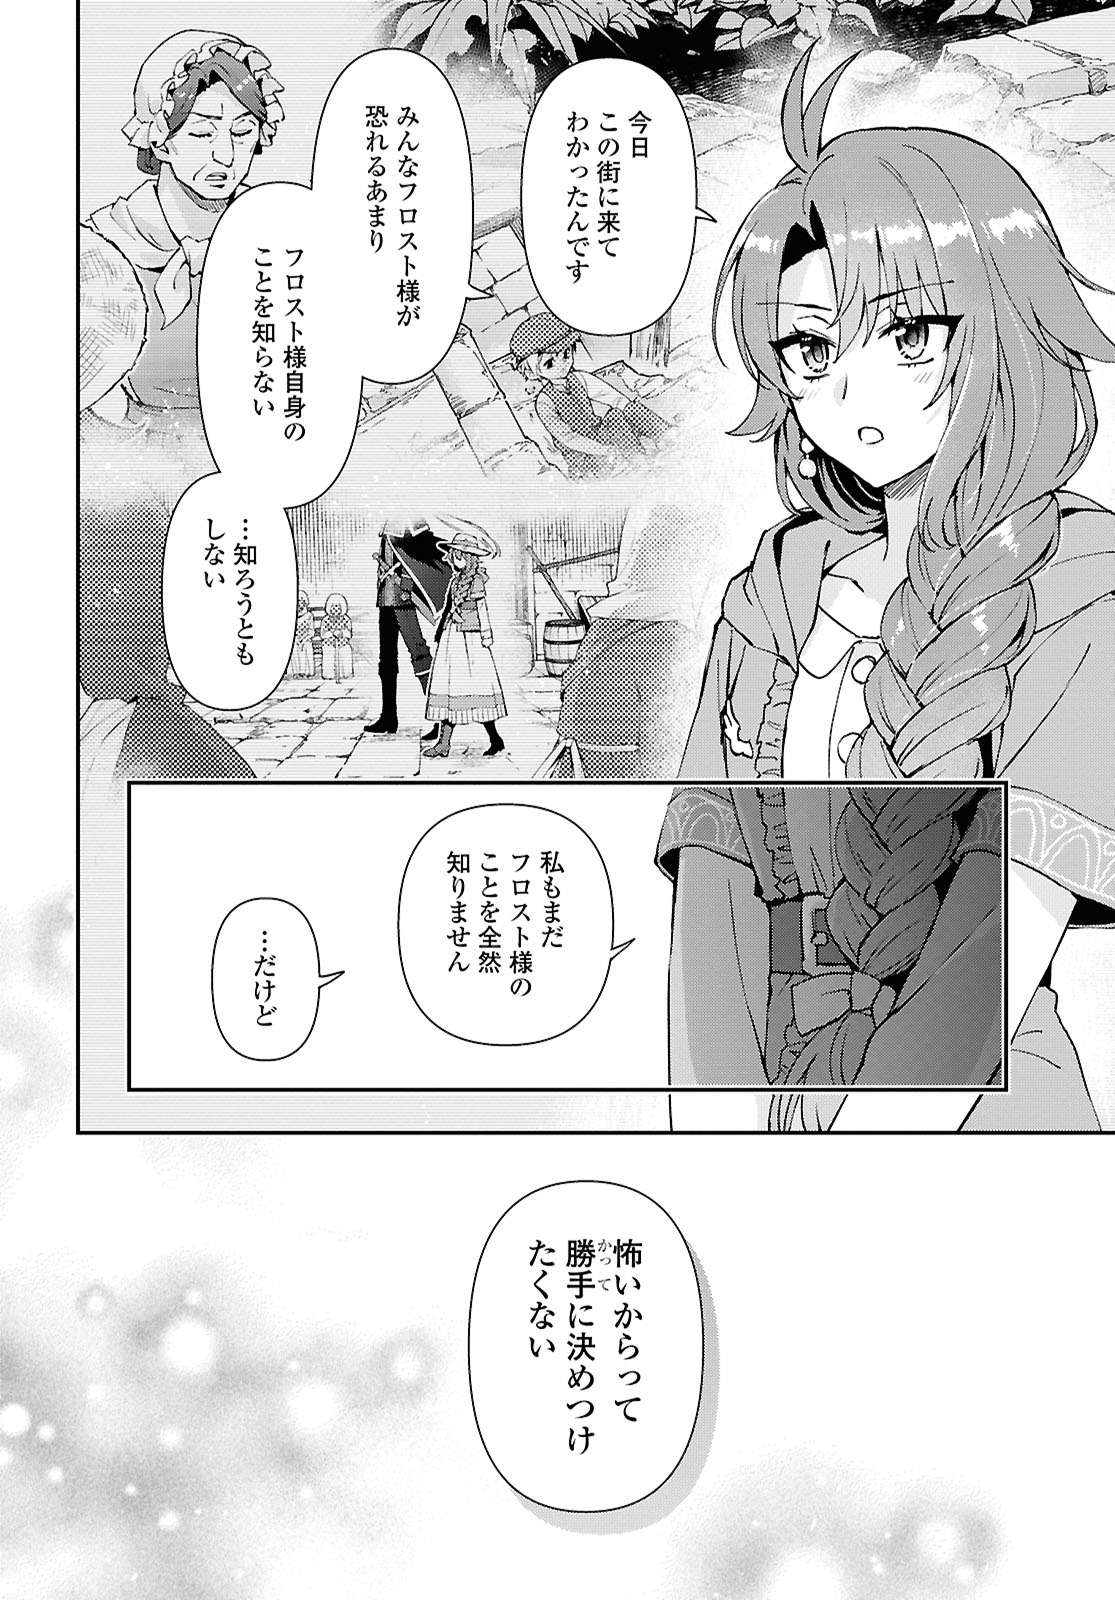 今日
この街に来て
わかったんです
みんなフロスト様が
恐れるあまり
フロスト様自身の
ことを知らない
…知ろうとも
しない
私もまだ
フロスト様の
ことを全然
知りません
…だけど
怖いからって
勝手に決めつけ
かって
たくない